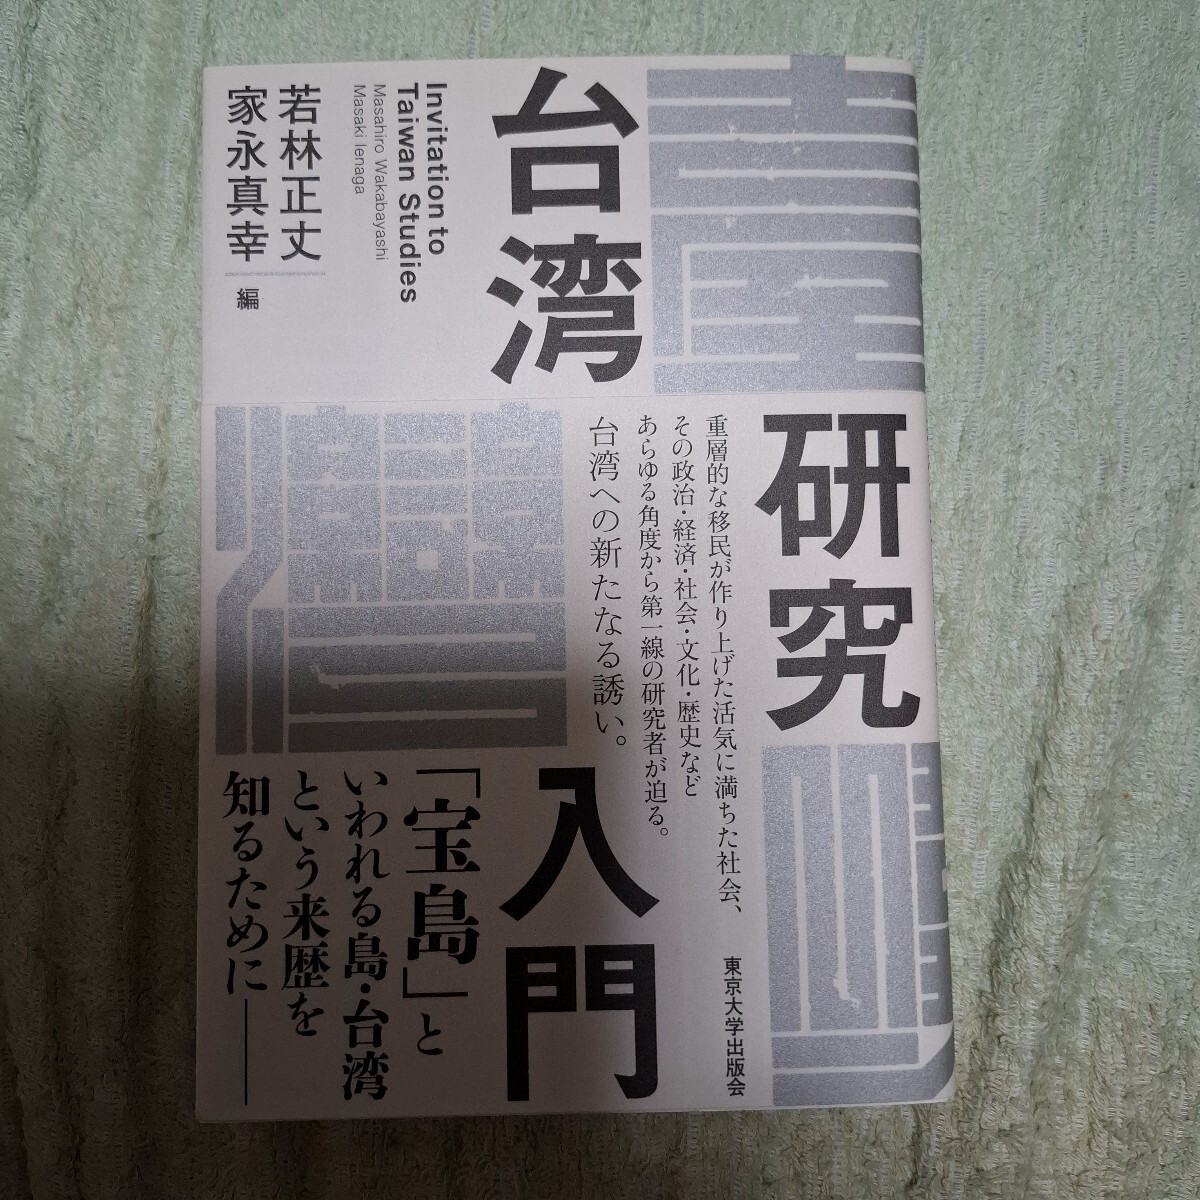 台湾
研究
入門
Invitation to
Taiwan Studies
Masahiro Wakabayashi
Masaki Ienaga
若林正丈
家永真幸
編
重層的な移民が作り上げた活気に満ちた社会、
その政治・経済・社会・文化・歴史など
あらゆる角度から第一線の研究者が迫る。
台湾への新たなる誘い。
「宝島」と
いわれる島・台湾
という来歴を
知るために――
東京大学出版会